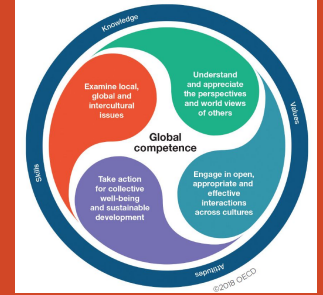 Knowledge
Understand
and appreciate
the perspectives
and world views
of others
Examine local,
global and
intercultural
issues
Values
Global
competence
Skills
Take action
for collective
well-being
and sustainable
development
Engage in open,
appropriate and
effective
interactions
across cultures
Attitudes
©2018 OECD